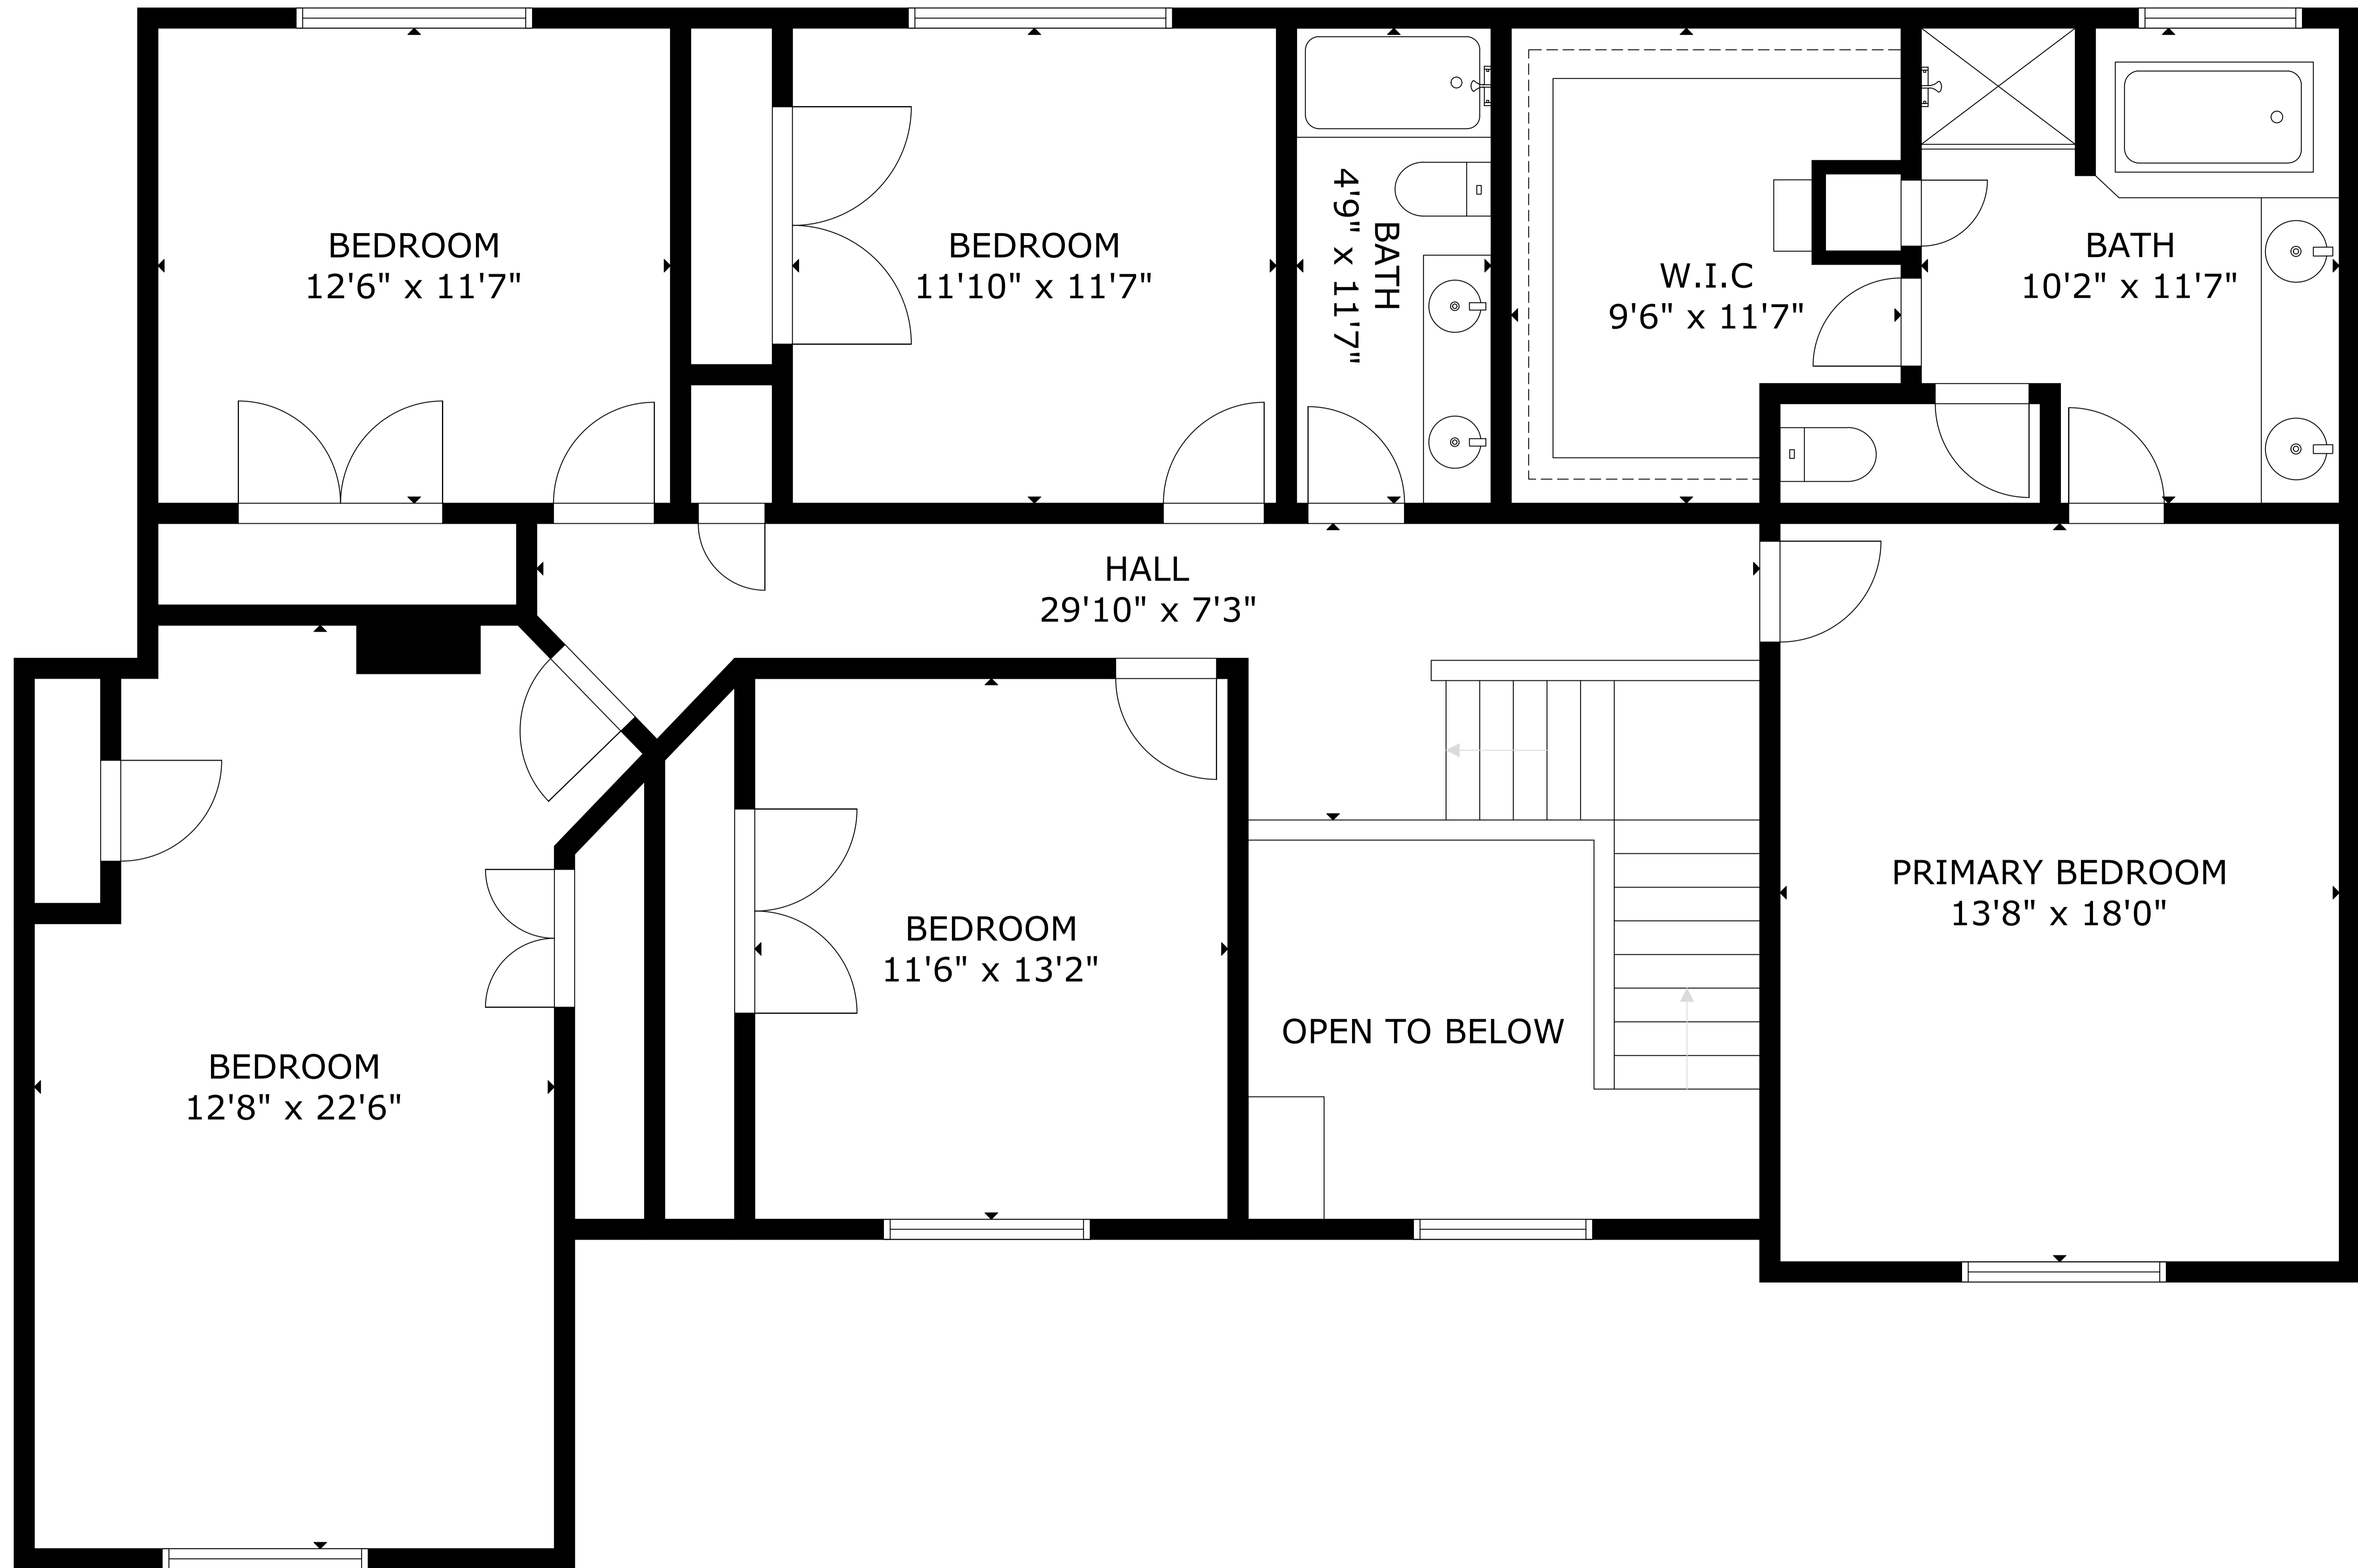 BEDROOM
12'6" x 11'7"
BEDROOM
11'10" x 11'7"
BATH
4'9" x 11'7"
W.I.C
9'6" x 11'7"
BATH
10'2" x 11'7"
HALL
29'10" x 7'3"
PRIMARY BEDROOM
13'8" x 18'0"
BEDROOM
11'6" x 13'2"
OPEN TO BELOW
BEDROOM
12'8" x 22'6"